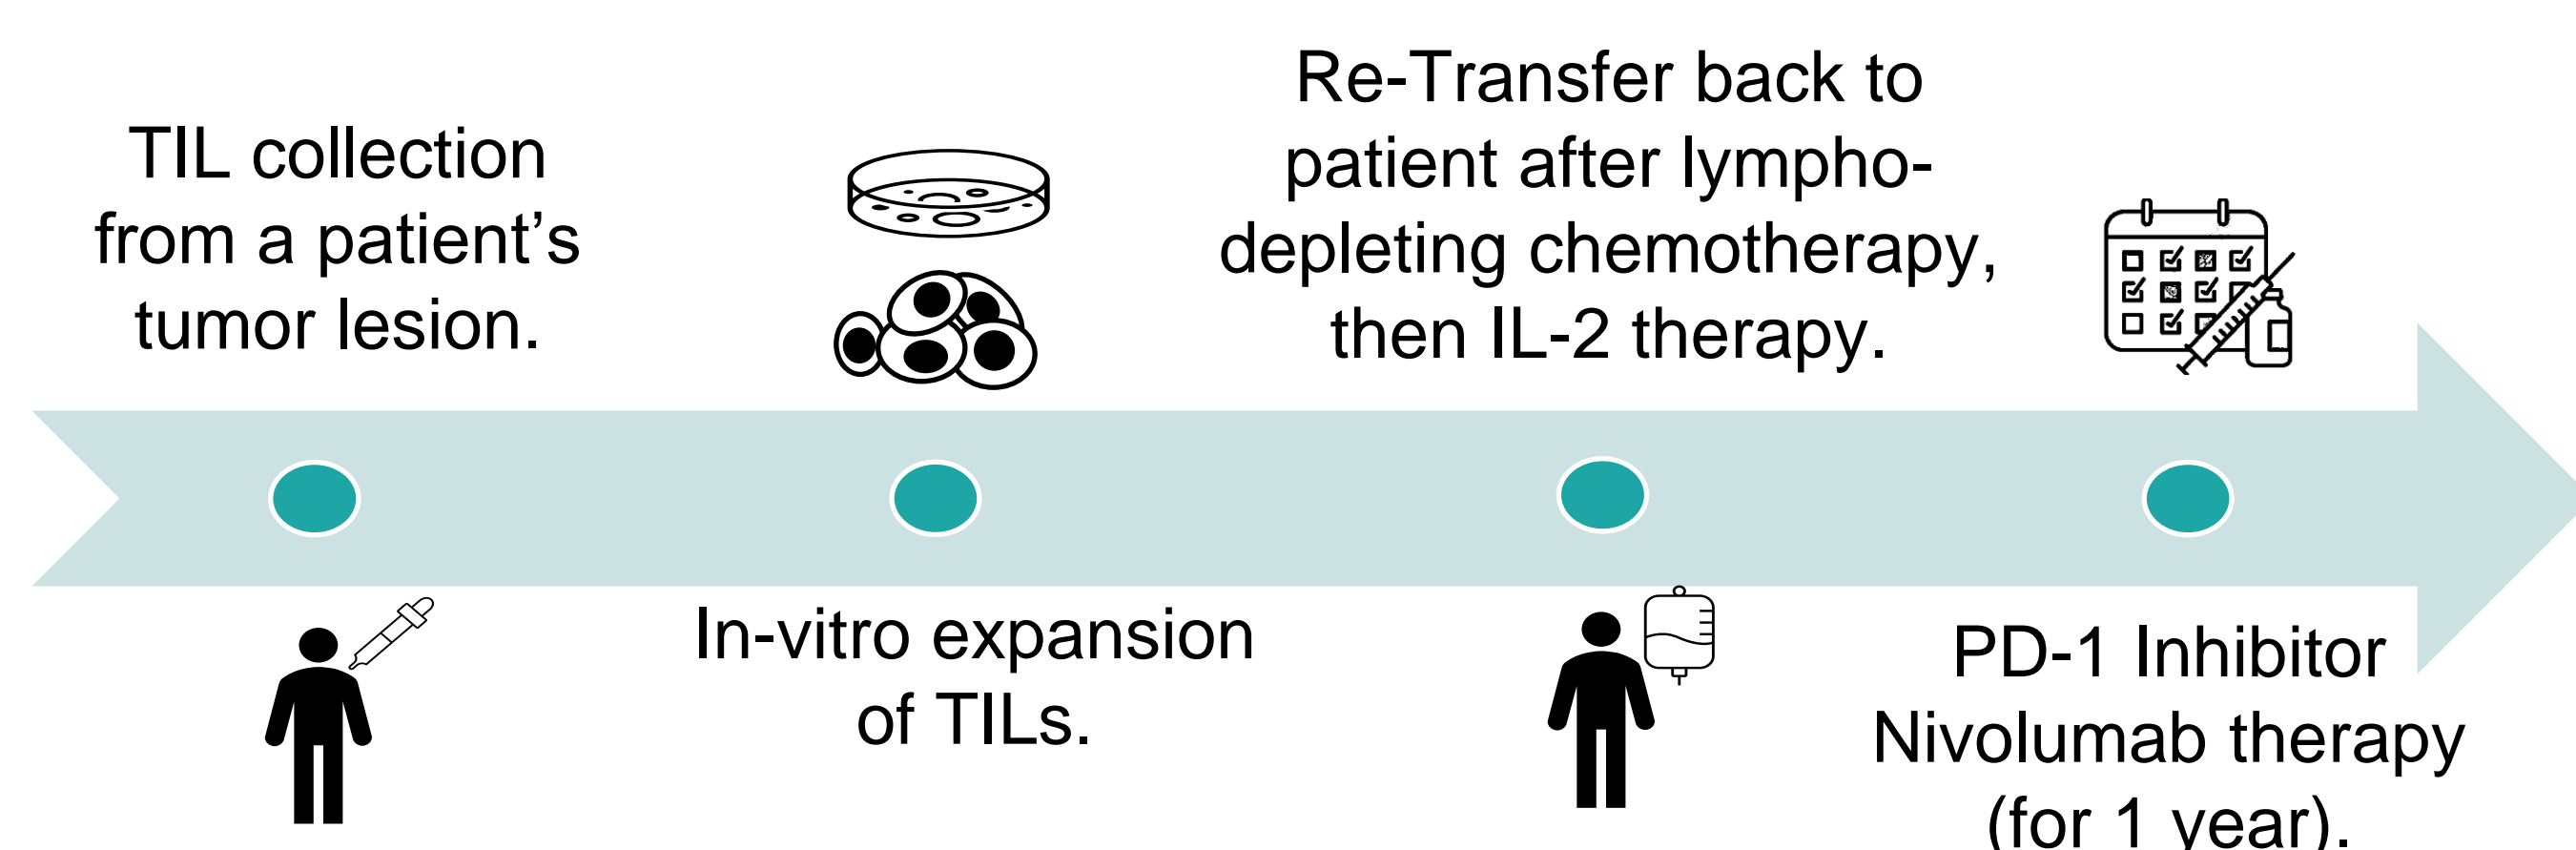 TIL collection
from a patient’s
tumor lesion.
In-vitro expansion
of TILs.
Re-Transfer back to
patient after lympho-
depleting chemotherapy,
then IL-2 therapy.
PD-1 Inhibitor
Nivolumab therapy
(for 1 year).